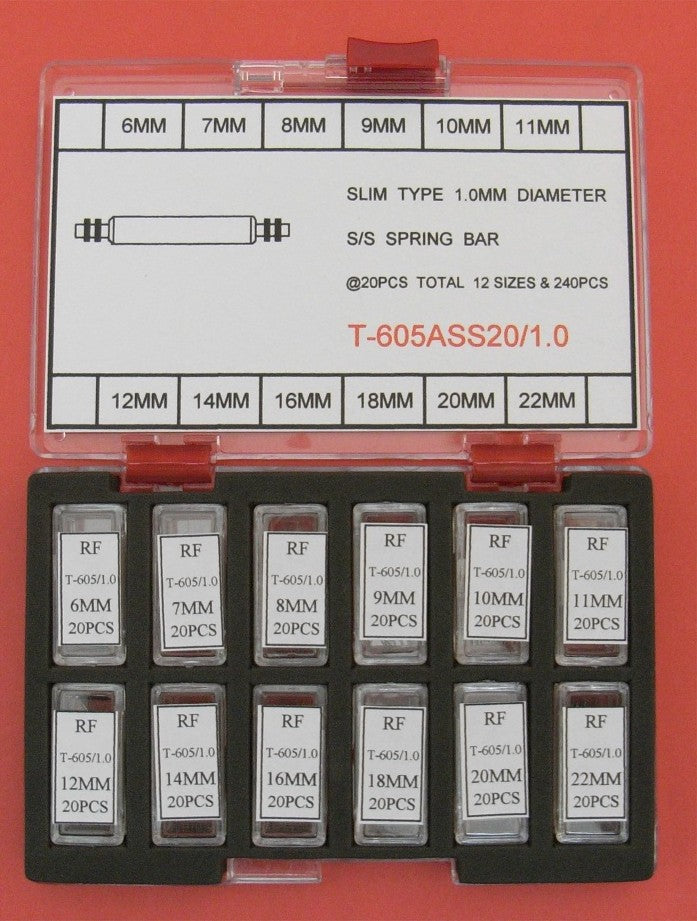 6MM 7MM 8MM 9MM 10MM 11MM
SLIM TYPE 1.0MM DIAMETER
S/S SPRING BAR
@20PCS TOTAL 12 SIZES & 240PCS
T-605ASS20/1.0
12MM 14MM 16MM 18MM 20MM 22MM
RF
T-605/1.0
6MM
20PCS
RF
T-605/1.0
7MM
20PCS
RF
T-605/1.0
8MM
20PCS
RF
T-605/1.0
9MM
20PCS
RF
T-605/1.0
10MM
20PCS
RF
T-605/1.0
11MM
20PCS
RF
T-605/1.0
12MM
20PCS
RF
T-605/1.0
14MM
20PCS
RF
T-605/1.0
16MM
20PCS
RF
T-605/1.0
18MM
20PCS
RF
T-605/1.0
20MM
20PCS
RF
T-605/1.0
22MM
20PCS